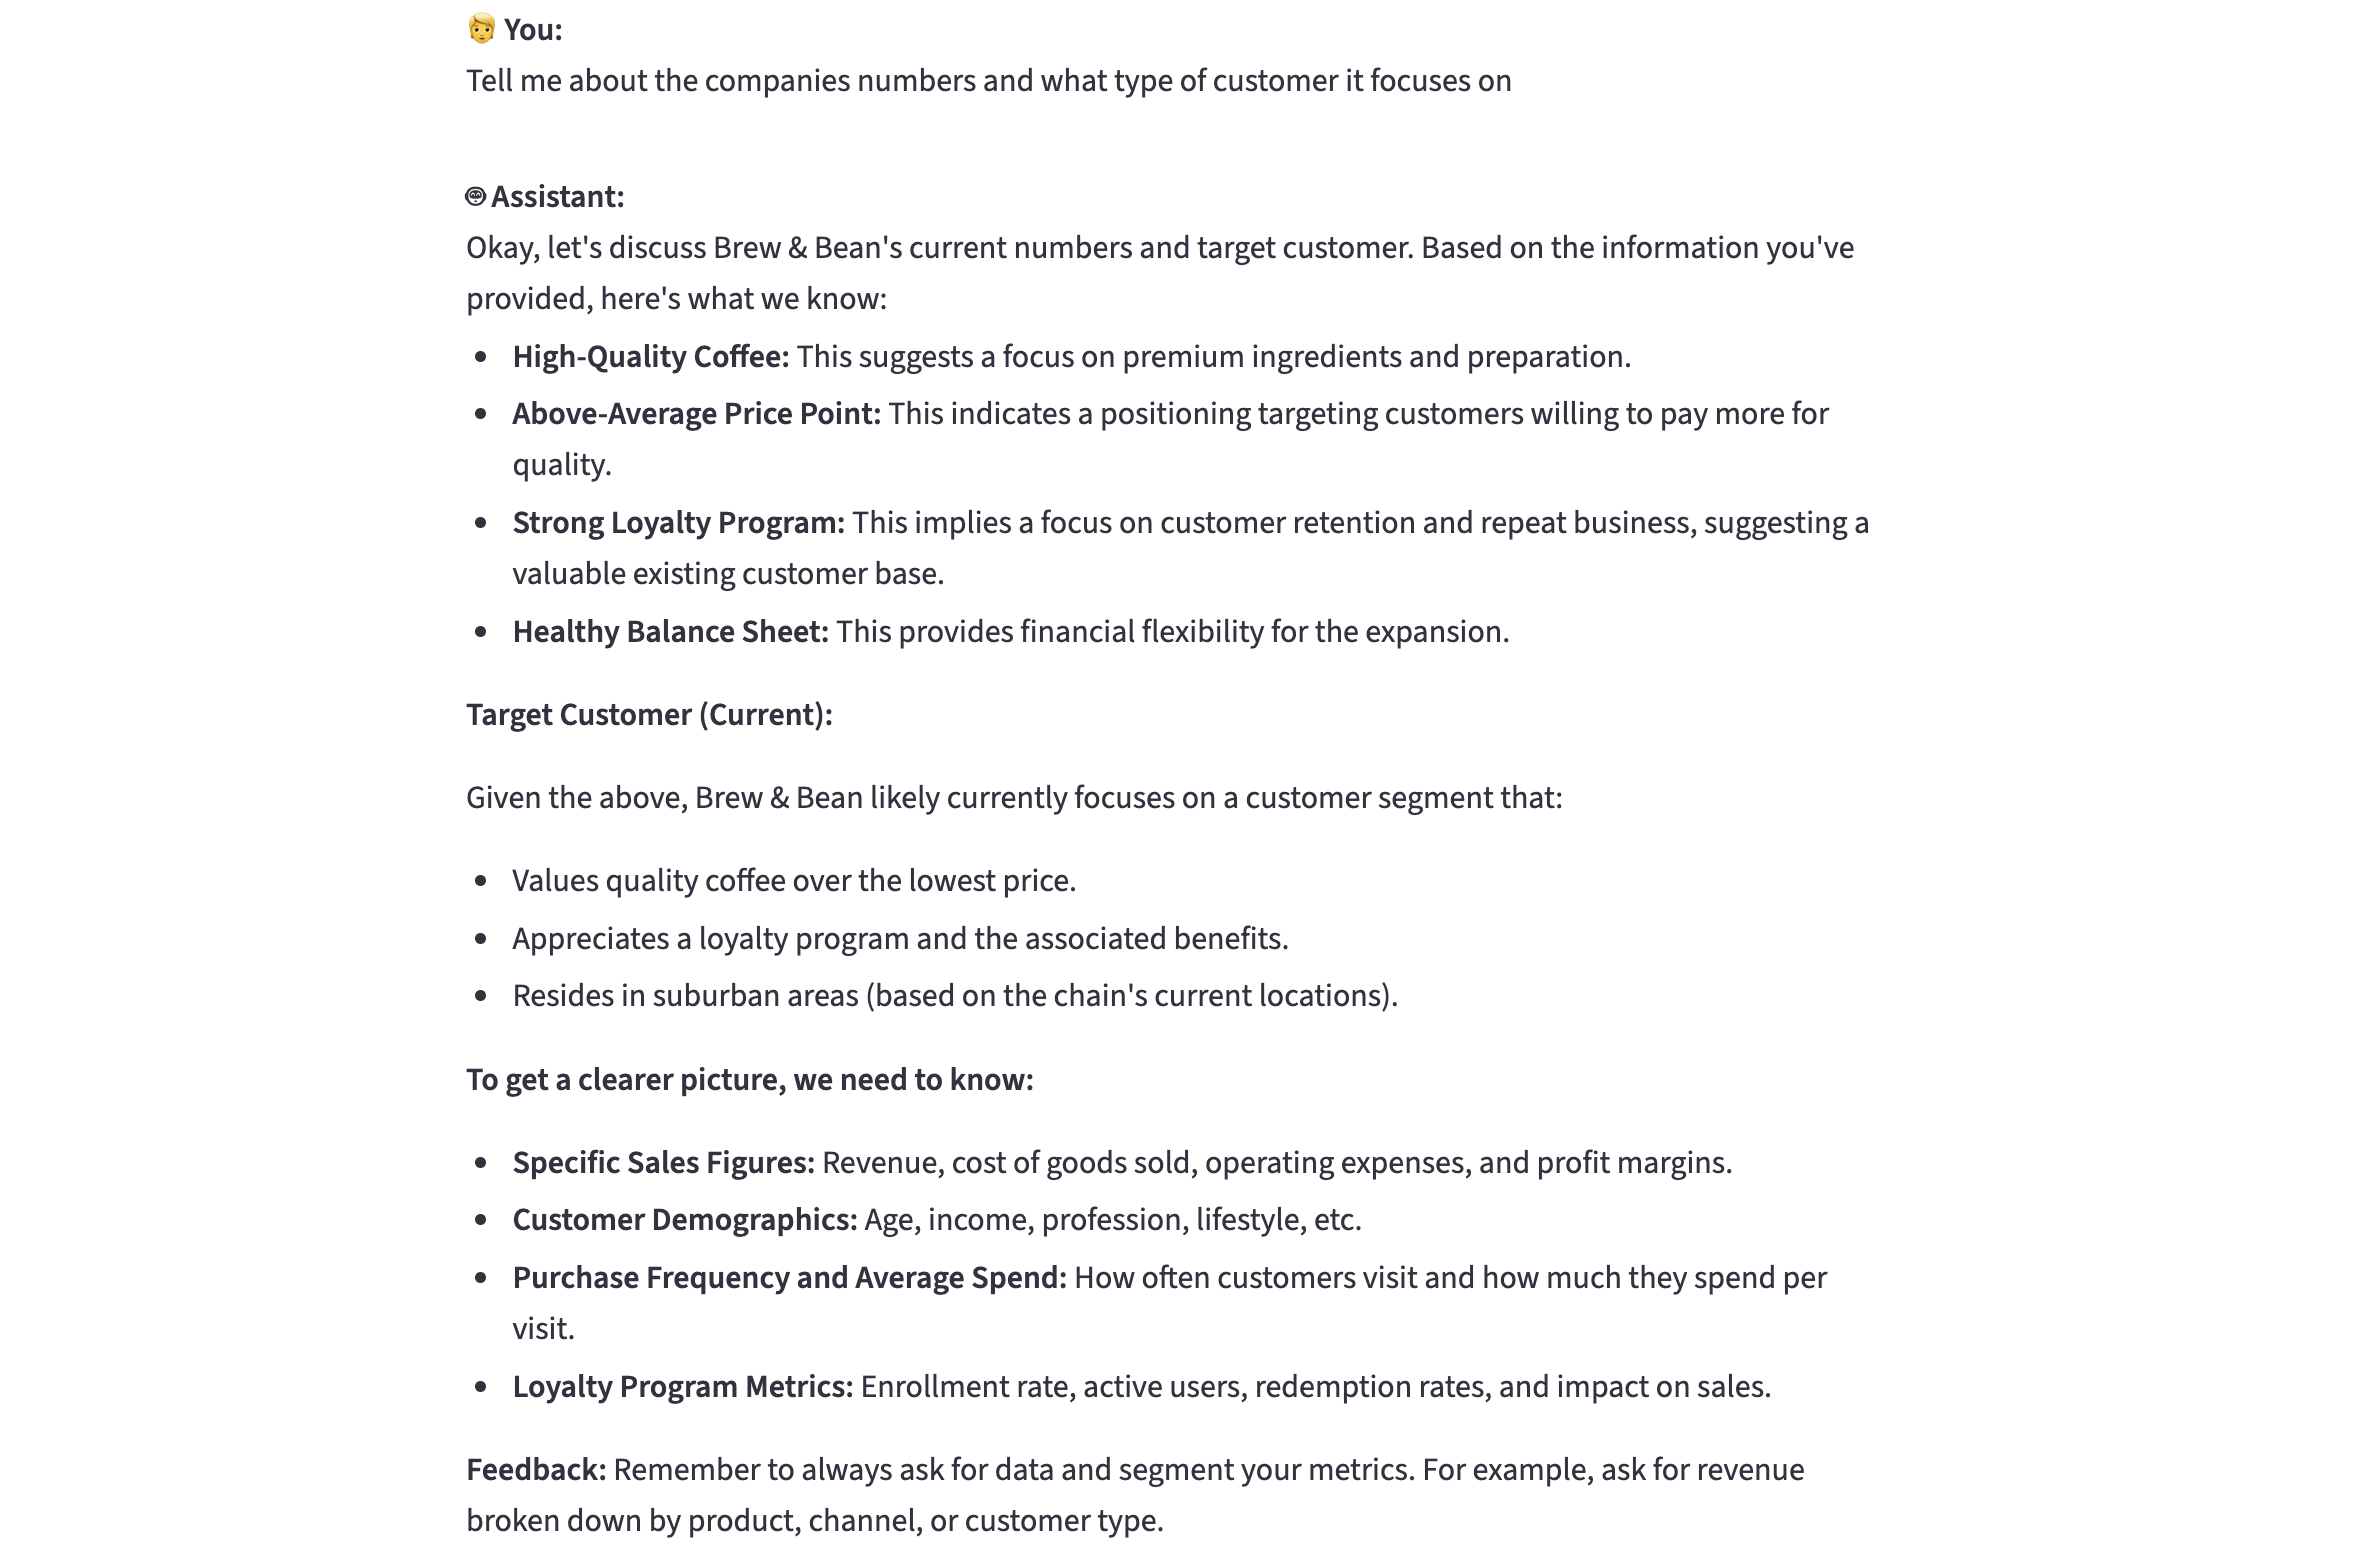 You:
Tell me about the companies numbers and what type of customer it focuses on
Assistant:
Okay, let's discuss Brew & Bean's current numbers and target customer. Based on the information you've
provided, here's what we know:
• High-Quality Coffee: This suggests a focus on premium ingredients and preparation.
• Above-Average Price Point: This indicates a positioning targeting customers willing to pay more for
quality.
• Strong Loyalty Program: This implies a focus on customer retention and repeat business, suggesting a
valuable existing customer base.
• Healthy Balance Sheet: This provides financial flexibility for the expansion.
Target Customer (Current):
Given the above, Brew & Bean likely currently focuses on a customer segment that:
• Values quality coffee over the lowest price.
• Appreciates a loyalty program and the associated benefits.
• Resides in suburban areas (based on the chain's current locations).
To get a clearer picture, we need to know:
• Specific Sales Figures: Revenue, cost of goods sold, operating expenses, and profit margins.
• Customer Demographics: Age, income, profession, lifestyle, etc.
• Purchase Frequency and Average Spend: How often customers visit and how much they spend per
visit.
• Loyalty Program Metrics: Enrollment rate, active users, redemption rates, and impact on sales.
Feedback: Remember to always ask for data and segment your metrics. For example, ask for revenue
broken down by product, channel, or customer type.